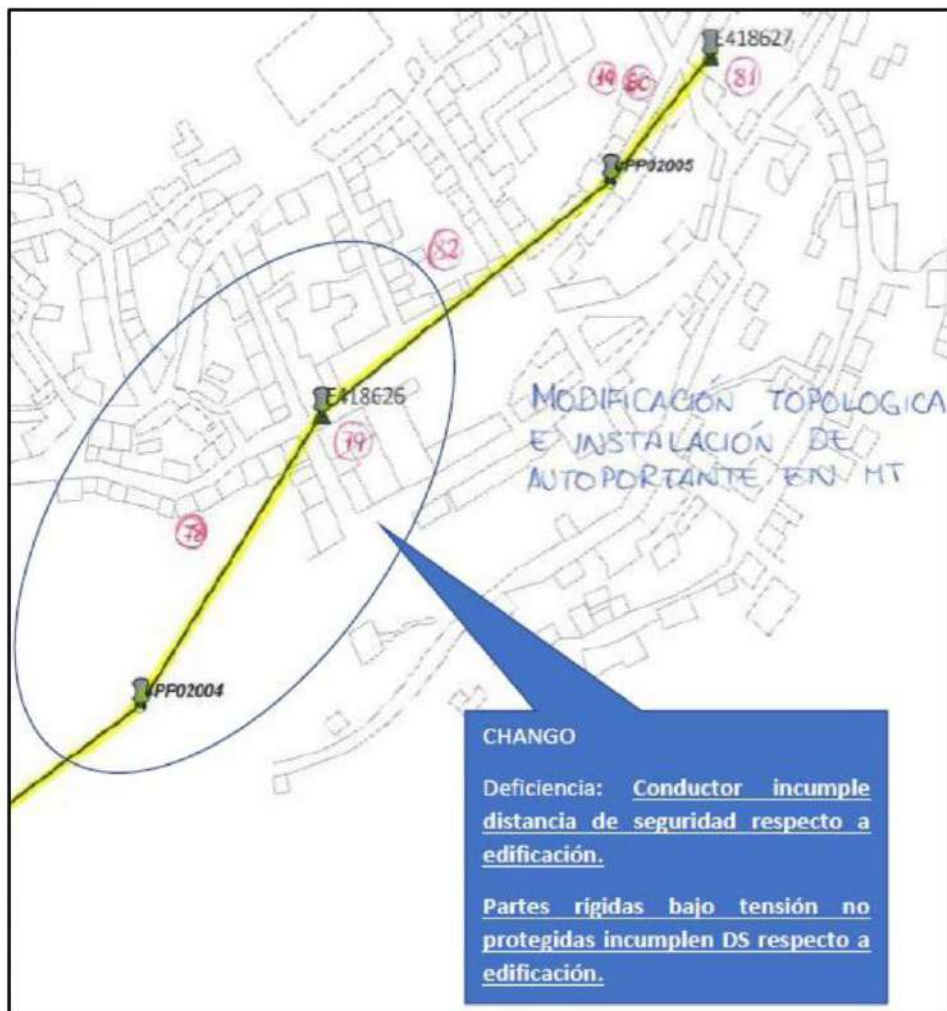 E418627
19 80 81
PP02005
82
E418626
MODIFICACIÓN TOPOLOGICA
E INSTALACIÓN DE
AUTOPORTANTE EN MT
79
78
PP02004
CHANGO
Deficiencia: Conductor incumple
distancia de seguridad respecto a
edificación.
Partes rígidas bajo tensión no
protegidas incumplen DS respecto a
edificación.